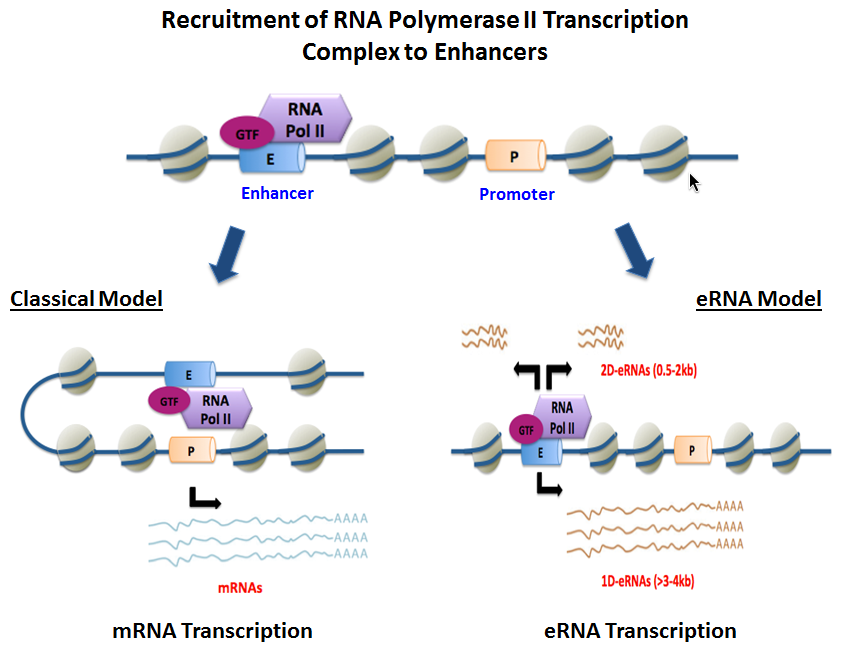 Recruitment of RNA Polymerase II Transcription
Complex to Enhancers
RNA
Pol II
GTF
E
P
Enhancer
Promoter
Classical Model
eRNA Model
E
GTF
RNA
Pol II
P
AAAA
AAAA
AAAA
mRNAs
mRNA Transcription
2D-eRNAs (0.5-2kb)
RNA
Pol II
GTF
E
P
AAAA
AAAA
AAAA
1D-eRNAs (>3-4kb)
eRNA Transcription